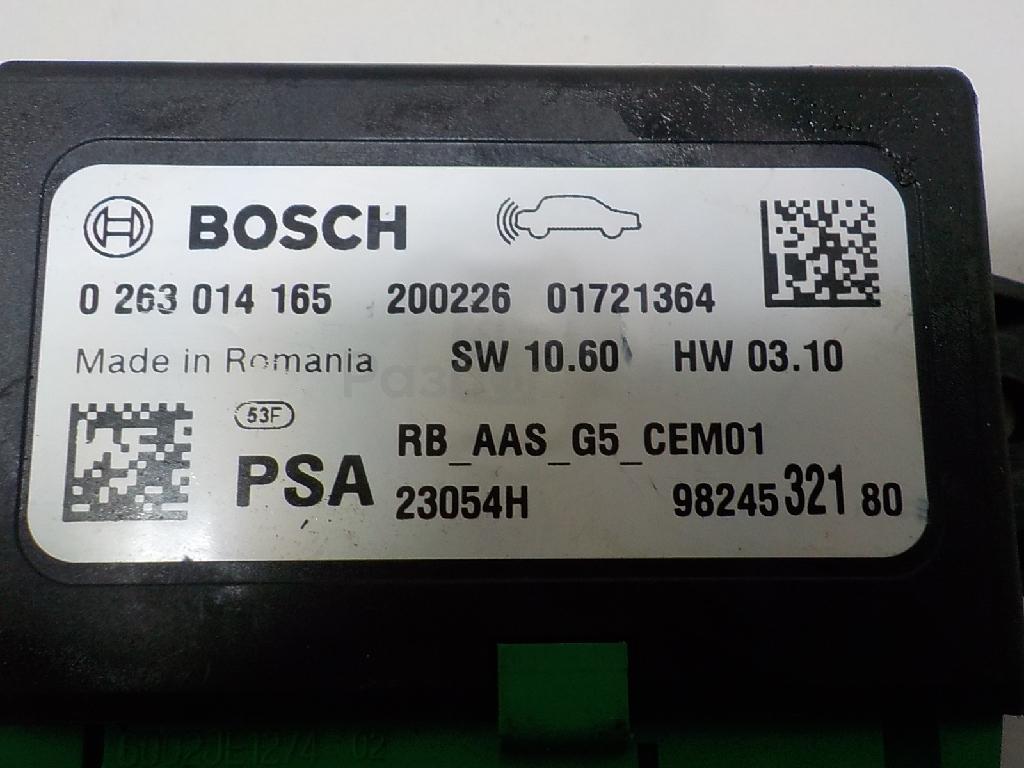 BOSCH
0 263 014 165 200226 01721364
Made in Romania SW 10.60 HW 03.10
53F
PSA RB_AAS_G5_CEM01
23054H 98245 321 80